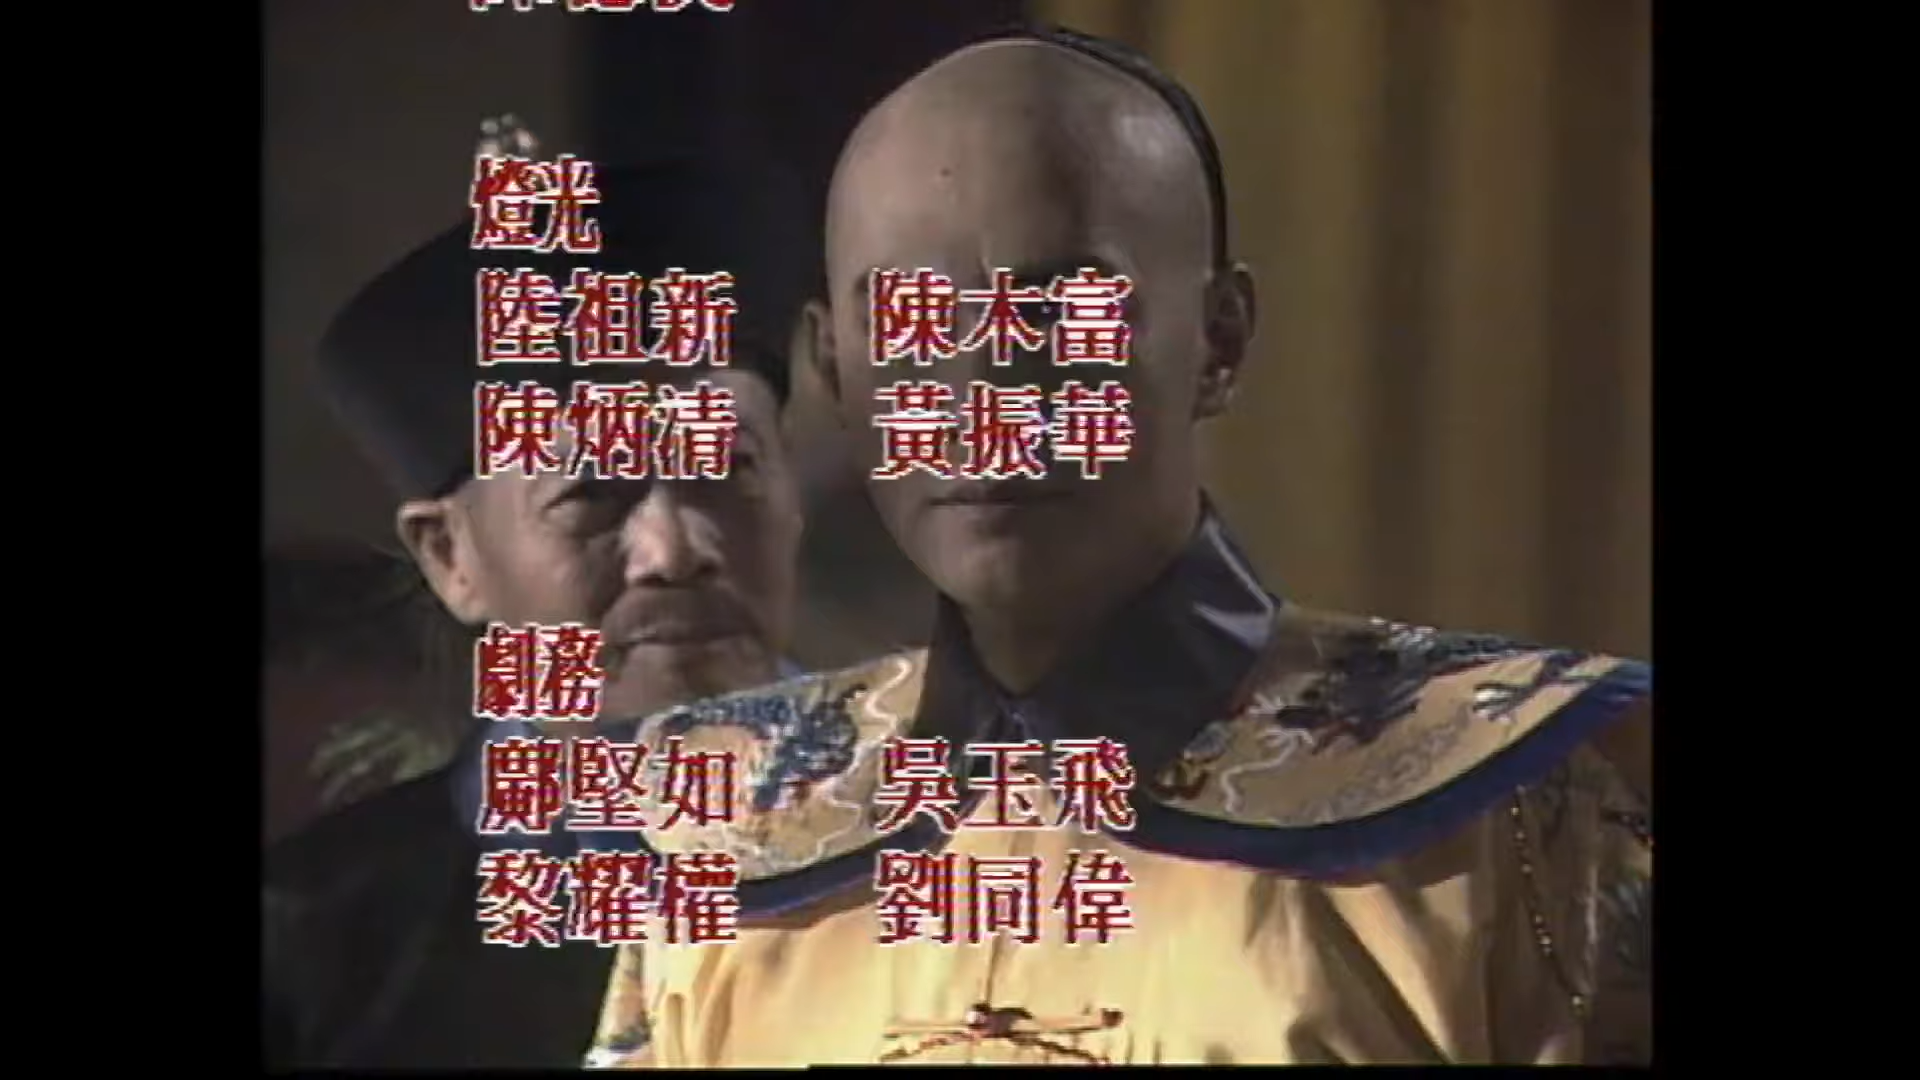 燈光
陸祖新 陳木富
陳炳清 黃振華
劇務
鄺堅如 吳玉飛
黎耀權 劉同偉